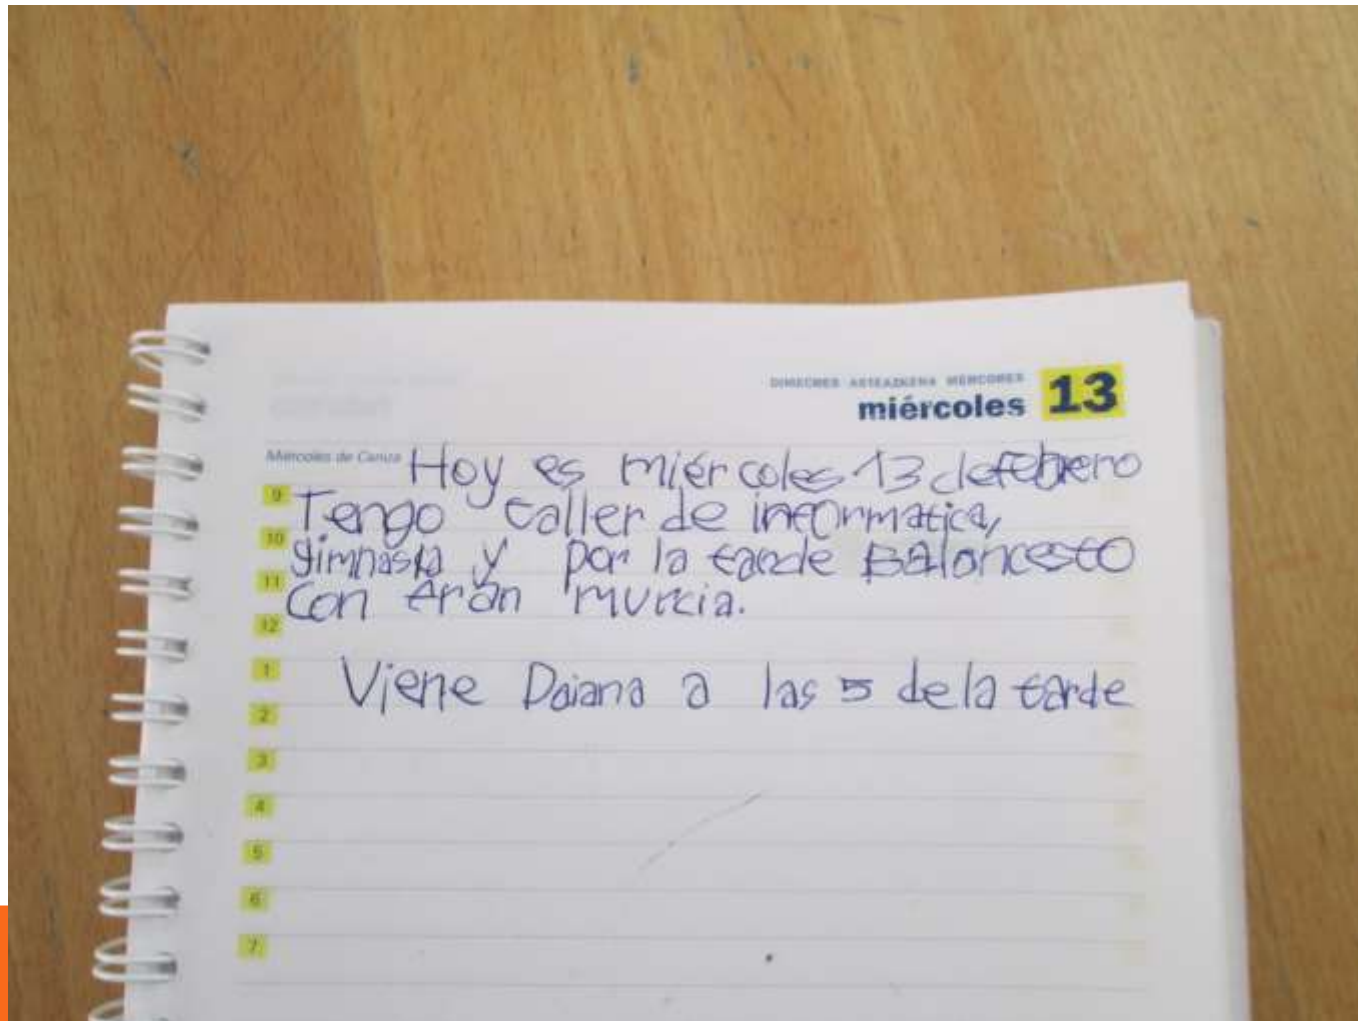 DIMECRES ASTEAZKENA MÉRCORES
miércoles 13
Miércoles de Ceniza
Hoy es miércoles 13 de febrero
9 Tengo taller de informatica,
10 gimnasia y por la tarde Baloncesto
11 con Fran murcia.
12
1 Viene Daiana a las 5 de la tarde
2
3
4
5
6
7